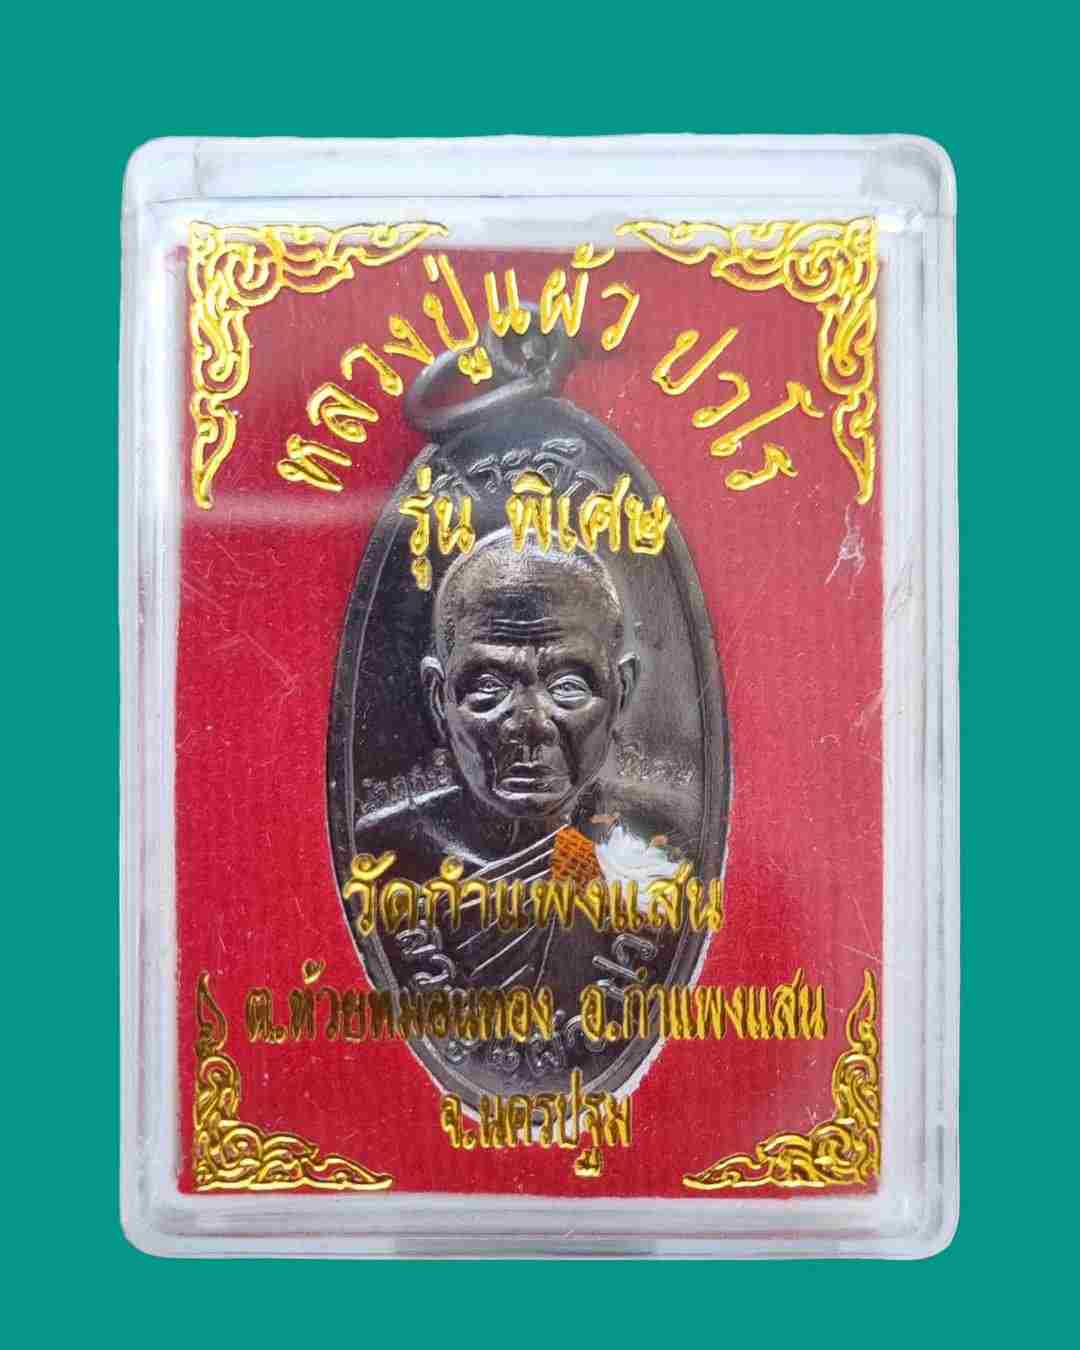 หลวงปู่แผ้ว ปวโร
รุ่น พิเศษ
วัดกำแพงแสน
ต.ห้วยหมอนทอง อ.กำแพงแสน
จ.นครปฐม